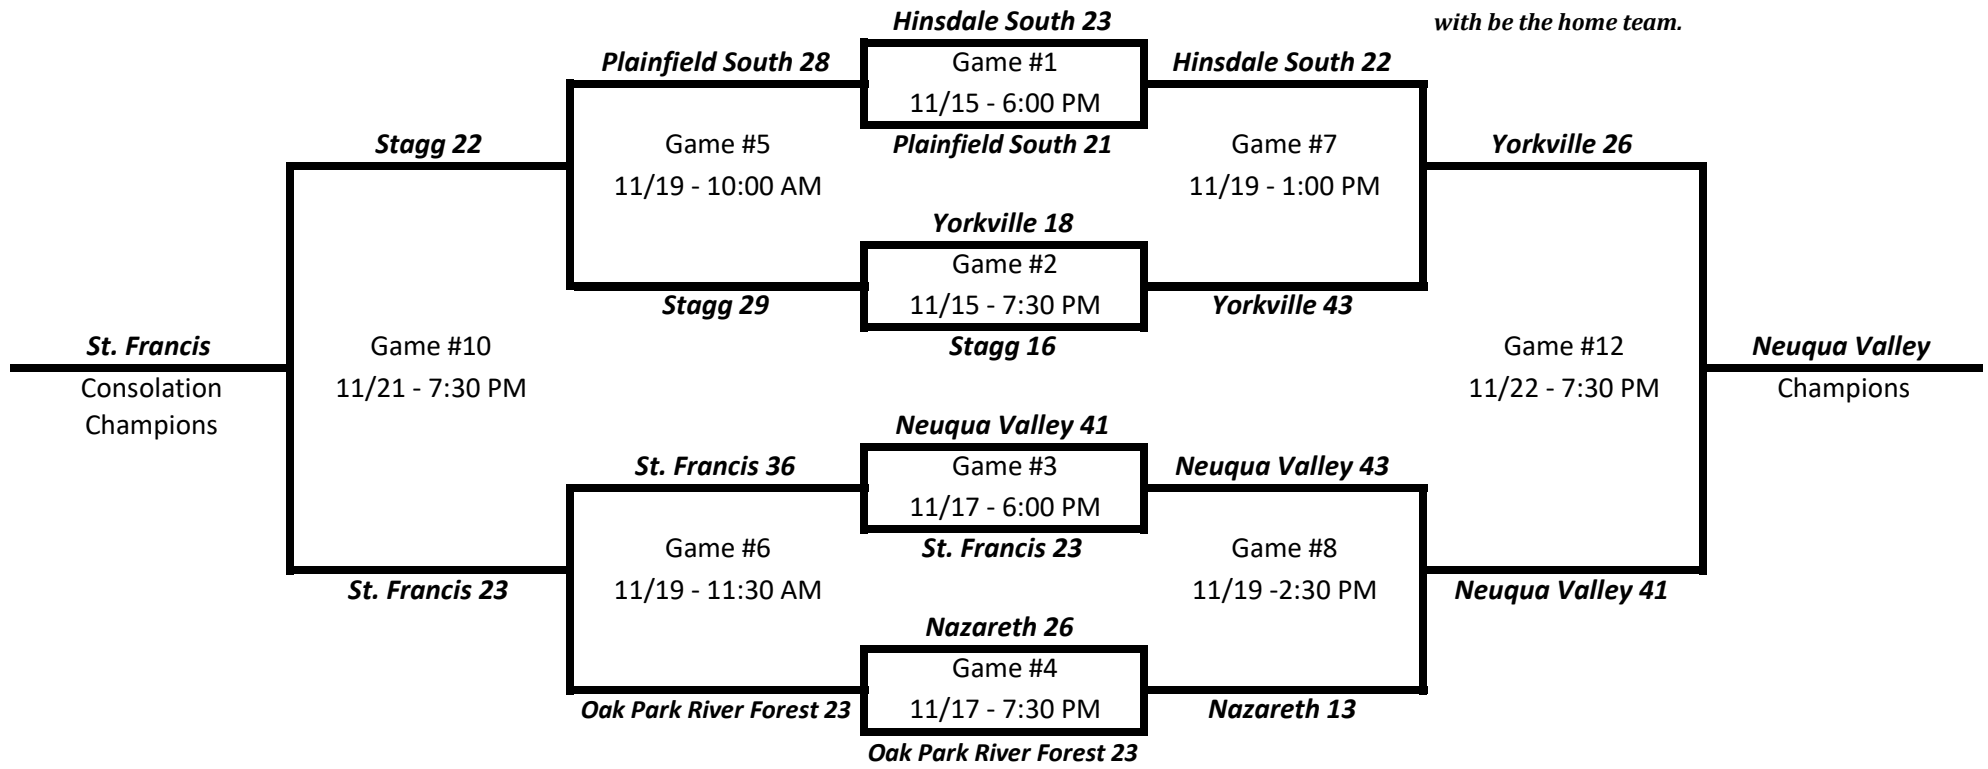 Hinsdale South 23
with be the home team.
Plainfield South 28
Game #1
Hinsdale South 22
11/15 - 6:00 PM
Stagg 22
Game #5
Plainfield South 21
Game #7
Yorkville 26
11/19 - 10:00 AM
11/19 - 1:00 PM
Yorkville 18
Game #2
Stagg 29
11/15 - 7:30 PM
Yorkville 43
St. Francis
Game #10
Stagg 16
Game #12
Neuqua Valley
Consolation
11/21 - 7:30 PM
11/22 - 7:30 PM
Champions
Champions
Neuqua Valley 41
St. Francis 36
Game #3
Neuqua Valley 43
11/17 - 6:00 PM
Game #6
St. Francis 23
Game #8
St. Francis 23
11/19 - 11:30 AM
11/19 -2:30 PM
Neuqua Valley 41
Nazareth 26
Game #4
Oak Park River Forest 23
11/17 - 7:30 PM
Nazareth 13
Oak Park River Forest 23